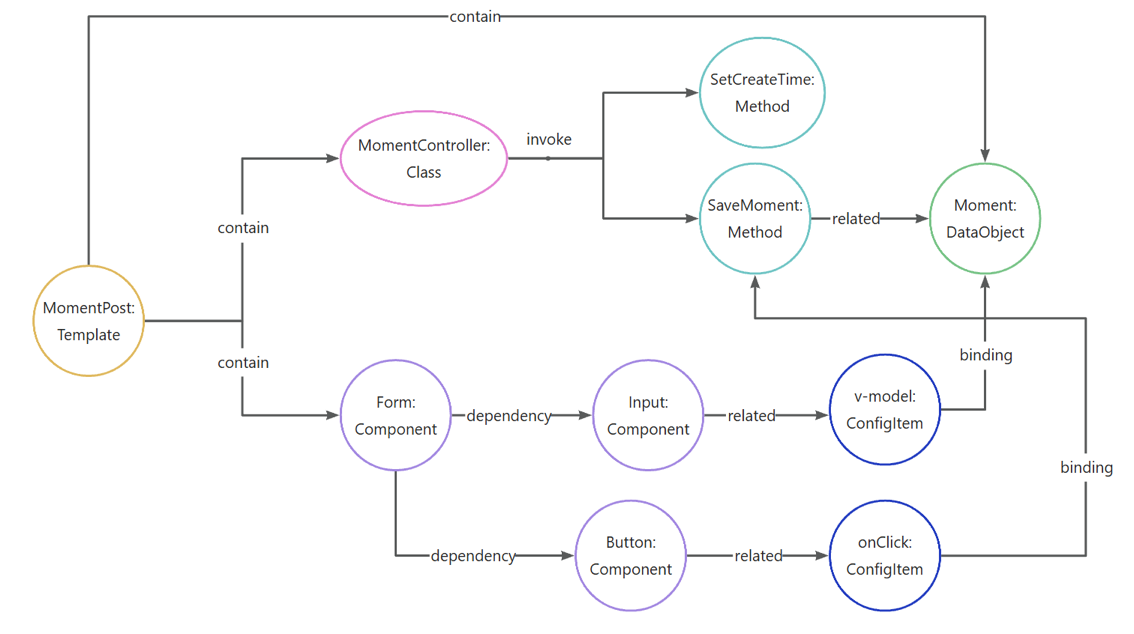 contain
SetCreateTime:
Method
invoke
MomentController:
Class
SaveMoment:
Method
related
Moment:
DataObject
contain
MomentPost:
Template
contain
binding
Form:
Component
dependency
Input:
Component
related
v-model:
ConfigItem
binding
dependency
Button:
Component
related
onClick:
ConfigItem